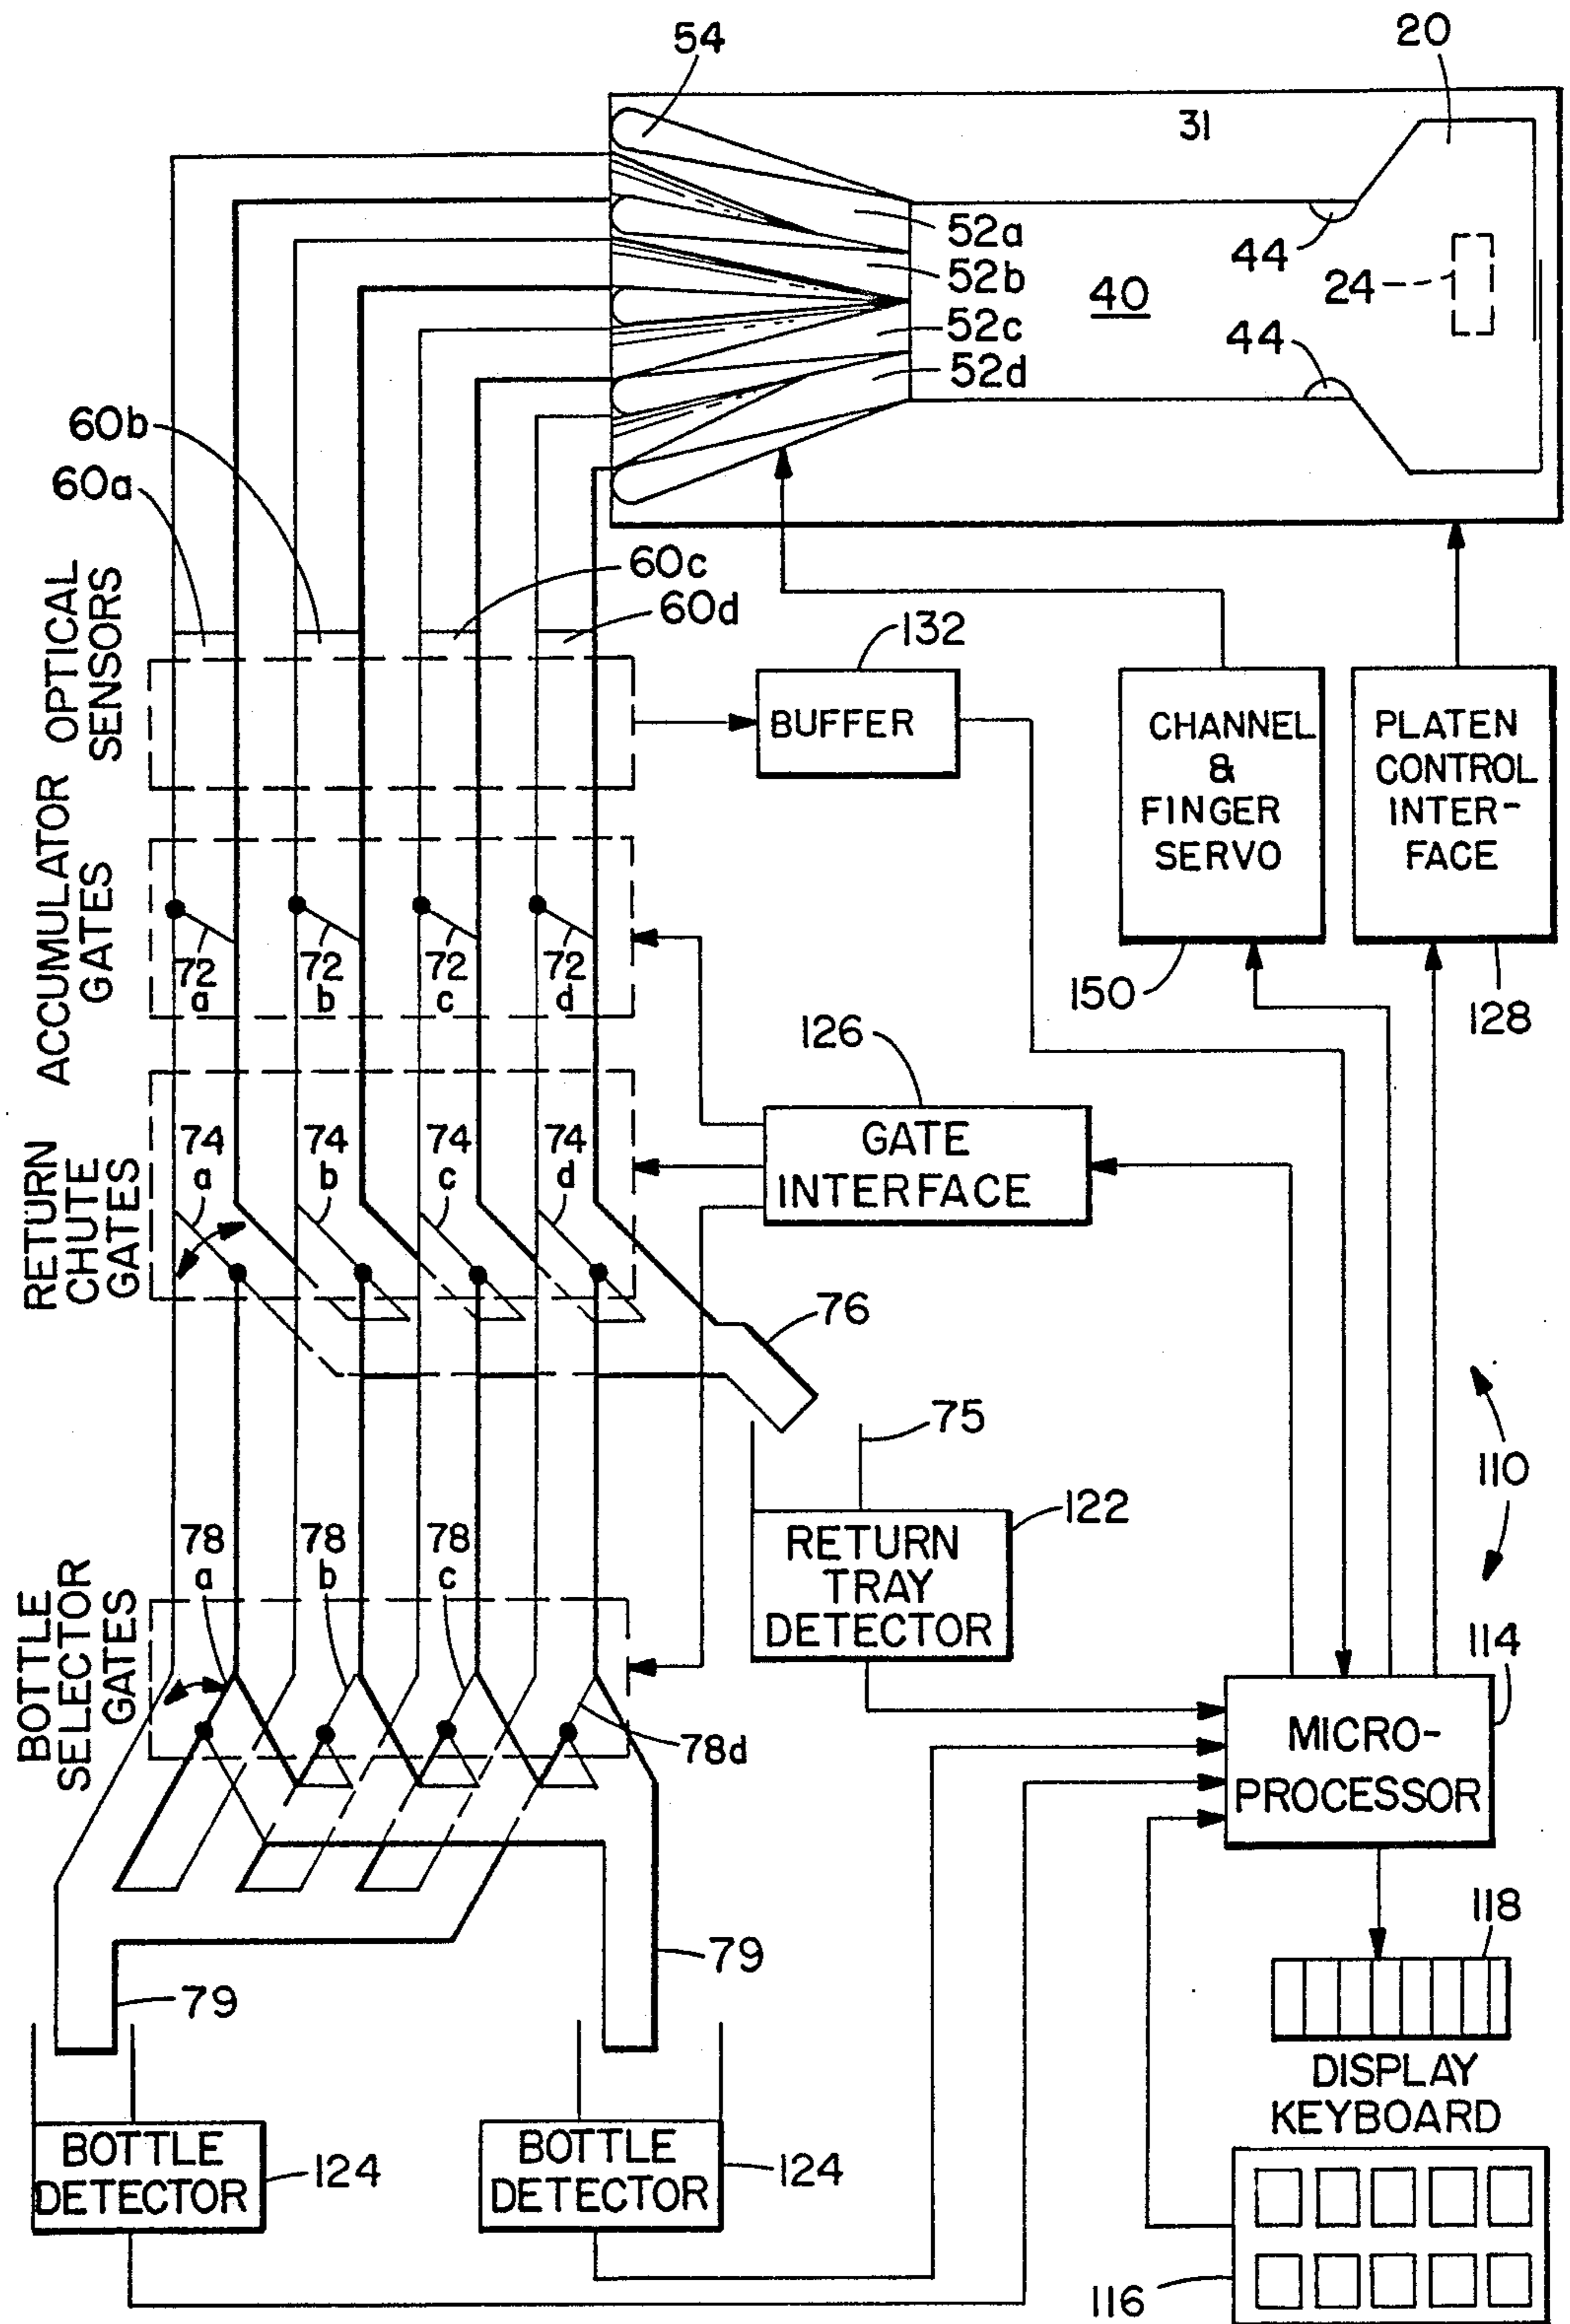 54
20
31
52a
52b
52c
52d
40
44
44
24
60b
60a
60c
60d
OPTICAL
SENSORS
132
BUFFER
CHANNEL
&
FINGER
SERVO
150
PLATEN
CONTROL
INTER-
FACE
128
ACCUMULATOR
GATES
72
a
72
b
72
c
72
d
126
GATE
INTERFACE
RETURN
CHUTE
GATES
74
a
74
b
74
c
74
d
76
75
110
122
RETURN
TRAY
DETECTOR
BOTTLE
SELECTOR
GATES
78
a
78
b
78
c
78d
114
MICRO-
PROCESSOR
118
DISPLAY
KEYBOARD
79
79
BOTTLE
DETECTOR
124
BOTTLE
DETECTOR
124
116